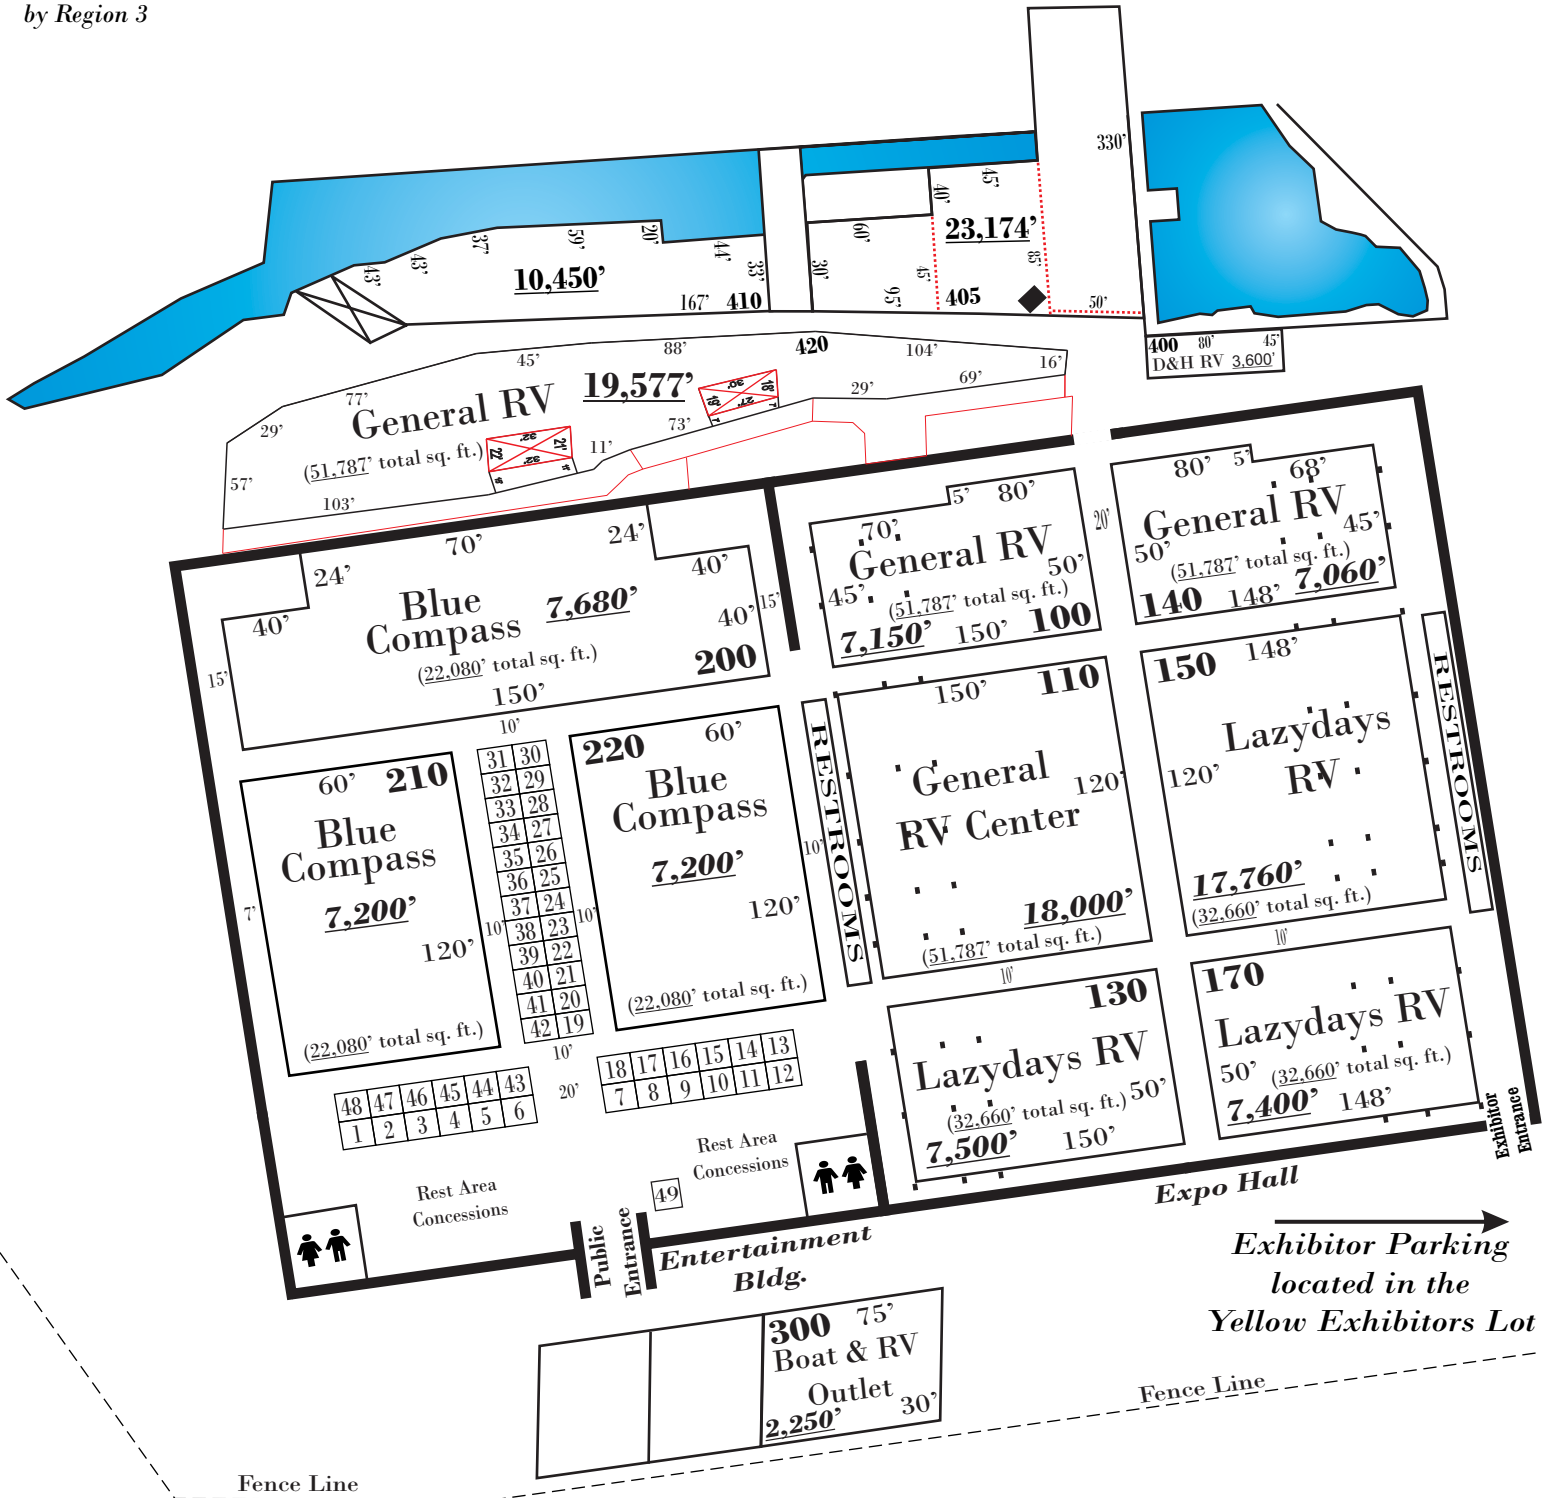 by Region 3
330'
45'
40'
23,174'
60'
30'
45'
85'
95'
405
50'
37'
59'
20'
43'
43'
44'
33'
10,450'
167'
410
400
80'
45'
D&H RV 3,600'
45'
88'
420
104'
16'
77'
29'
General RV
19,577'
(51,787' total sq. ft.)
30'
18'
19'
27'
7'
7'
29'
69'
73'
32'
21'
22'
32'
11'
57'
103'
70'
24'
24'
40'
40'
Blue
Compass
7,680'
(22,080' total sq. ft.)
40'
15'
200
150'
15'
5'
80'
70'
General RV
50'
45'
(51,787' total sq. ft.)
7,150'
150'
100
20'
80'
5'
68'
General RV
45'
50'
(51,787' total sq. ft.)
140
148'
7,060'
10'
60'
210
Blue
Compass
7,200'
120'
(22,080' total sq. ft.)
7'
10'
31 30
32 29
33 28
34 27
35 26
36 25
37 24
38 23
39 22
40 21
41 20
42 19
10'
220
60'
Blue
Compass
7,200'
120'
(22,080' total sq. ft.)
10'
RESTROOMS
150'
110
General
RV Center
120'
18,000'
(51,787' total sq. ft.)
150
148'
Lazydays
RV
120'
17,760'
(32,660' total sq. ft.)
RESTROOMS
10'
10'
130
Lazydays RV
50'
(32,660' total sq. ft.)
7,500'
150'
170
Lazydays RV
50'
(32,660' total sq. ft.)
7,400'
148'
Exhibitor
Entrance
10'
20'
48 47 46 45 44 43
1 2 3 4 5 6
18 17 16 15 14 13
7 8 9 10 11 12
Rest Area
Concessions
Rest Area
Concessions
49
Public
Entrance
Entertainment
Bldg.
Expo Hall
Exhibitor Parking
located in the
Yellow Exhibitors Lot
300
75'
Boat & RV
Outlet
2,250'
30'
Fence Line
Fence Line